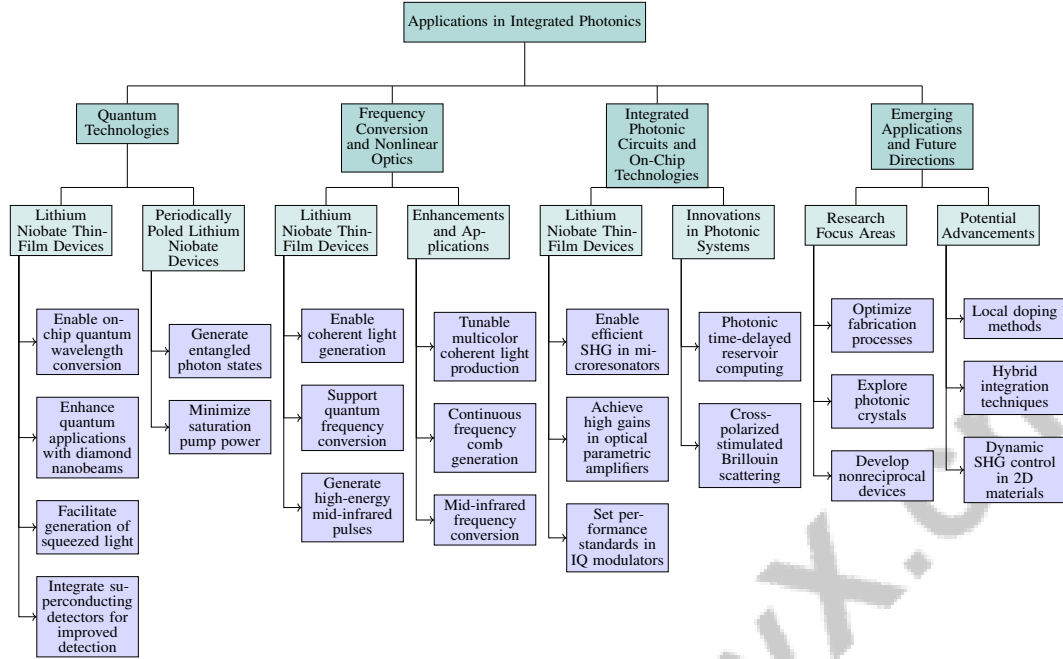 Applications in Integrated Photonics
Quantum
Technologies
Frequency
Conversion
and Nonlinear
Optics
Integrated
Photonic
Circuits and
On-Chip
Technologies
Emerging
Applications
and Future
Directions
Lithium
Niobate Thin-
Film Devices
Periodically
Poled Lithium
Niobate
Devices
Lithium
Niobate Thin-
Film Devices
Enhancements
and Ap-
plications
Lithium
Niobate Thin-
Film Devices
Innovations
in Photonic
Systems
Research
Focus Areas
Potential
Advancements
Enable on-
chip quantum
wavelength
conversion
Enhance
quantum
applications
with diamond
nanobeams
Facilitate
generation of
squeezed light
Integrate su-
perconducting
detectors for
improved
detection
Generate
entangled
photon states
Minimize
saturation
pump power
Enable
coherent light
generation
Support
quantum
frequency
conversion
Generate
high-energy
mid-infrared
pulses
Tunable
multicolor
coherent light
production
Continuous
frequency
comb
generation
Mid-infrared
frequency
conversion
Enable
efficient
SHG in mi-
croresonators
Achieve
high gains
in optical
parametric
amplifiers
Set per-
formance
standards in
IQ modulators
Photonic
time-delayed
reservoir
computing
Cross-
polarized
stimulated
Brillouin
scattering
Optimize
fabrication
processes
Explore
photonic
crystals
Develop
nonreciprocal
devices
Local doping
methods
Hybrid
integration
techniques
Dynamic
SHG control
in 2D
materials